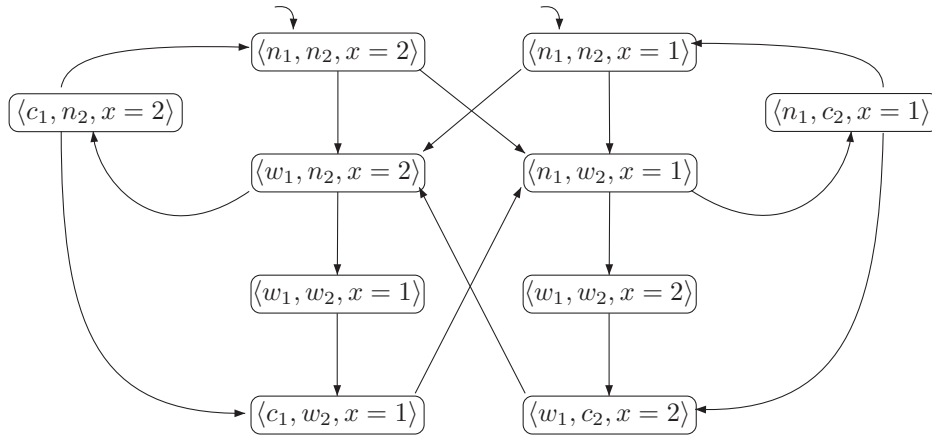 ⟨n₁, n₂, x = 2⟩ ⟨n₁, n₂, x = 1⟩
⟨c₁, n₂, x = 2⟩ ⟨n₁, c₂, x = 1⟩
⟨w₁, n₂, x = 2⟩ ⟨n₁, w₂, x = 1⟩
⟨w₁, w₂, x = 1⟩ ⟨w₁, w₂, x = 2⟩
⟨c₁, w₂, x = 1⟩ ⟨w₁, c₂, x = 2⟩